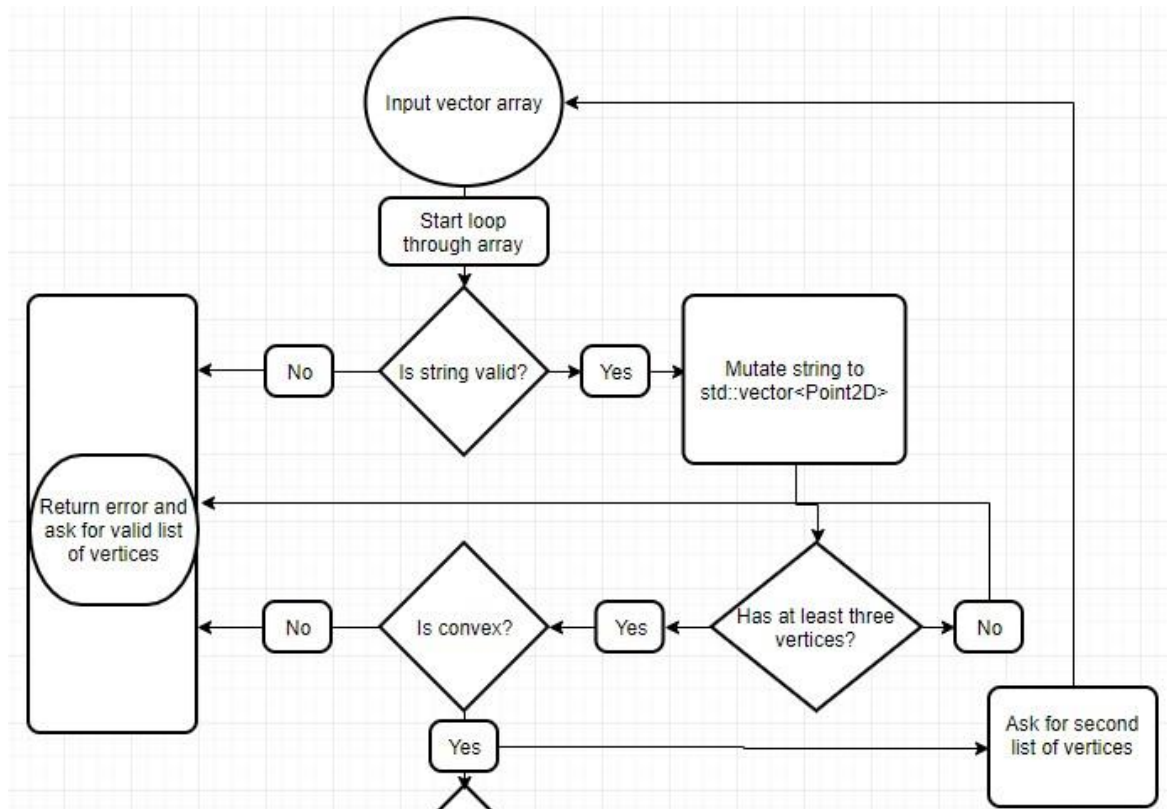 Input vector array
Start loop
through array
No
Is string valid?
Yes
Mutate string to
std::vector<Point2D>
Return error and
ask for valid list
of vertices
No
Is convex?
Yes
Has at least three
vertices?
No
Yes
Ask for second
list of vertices